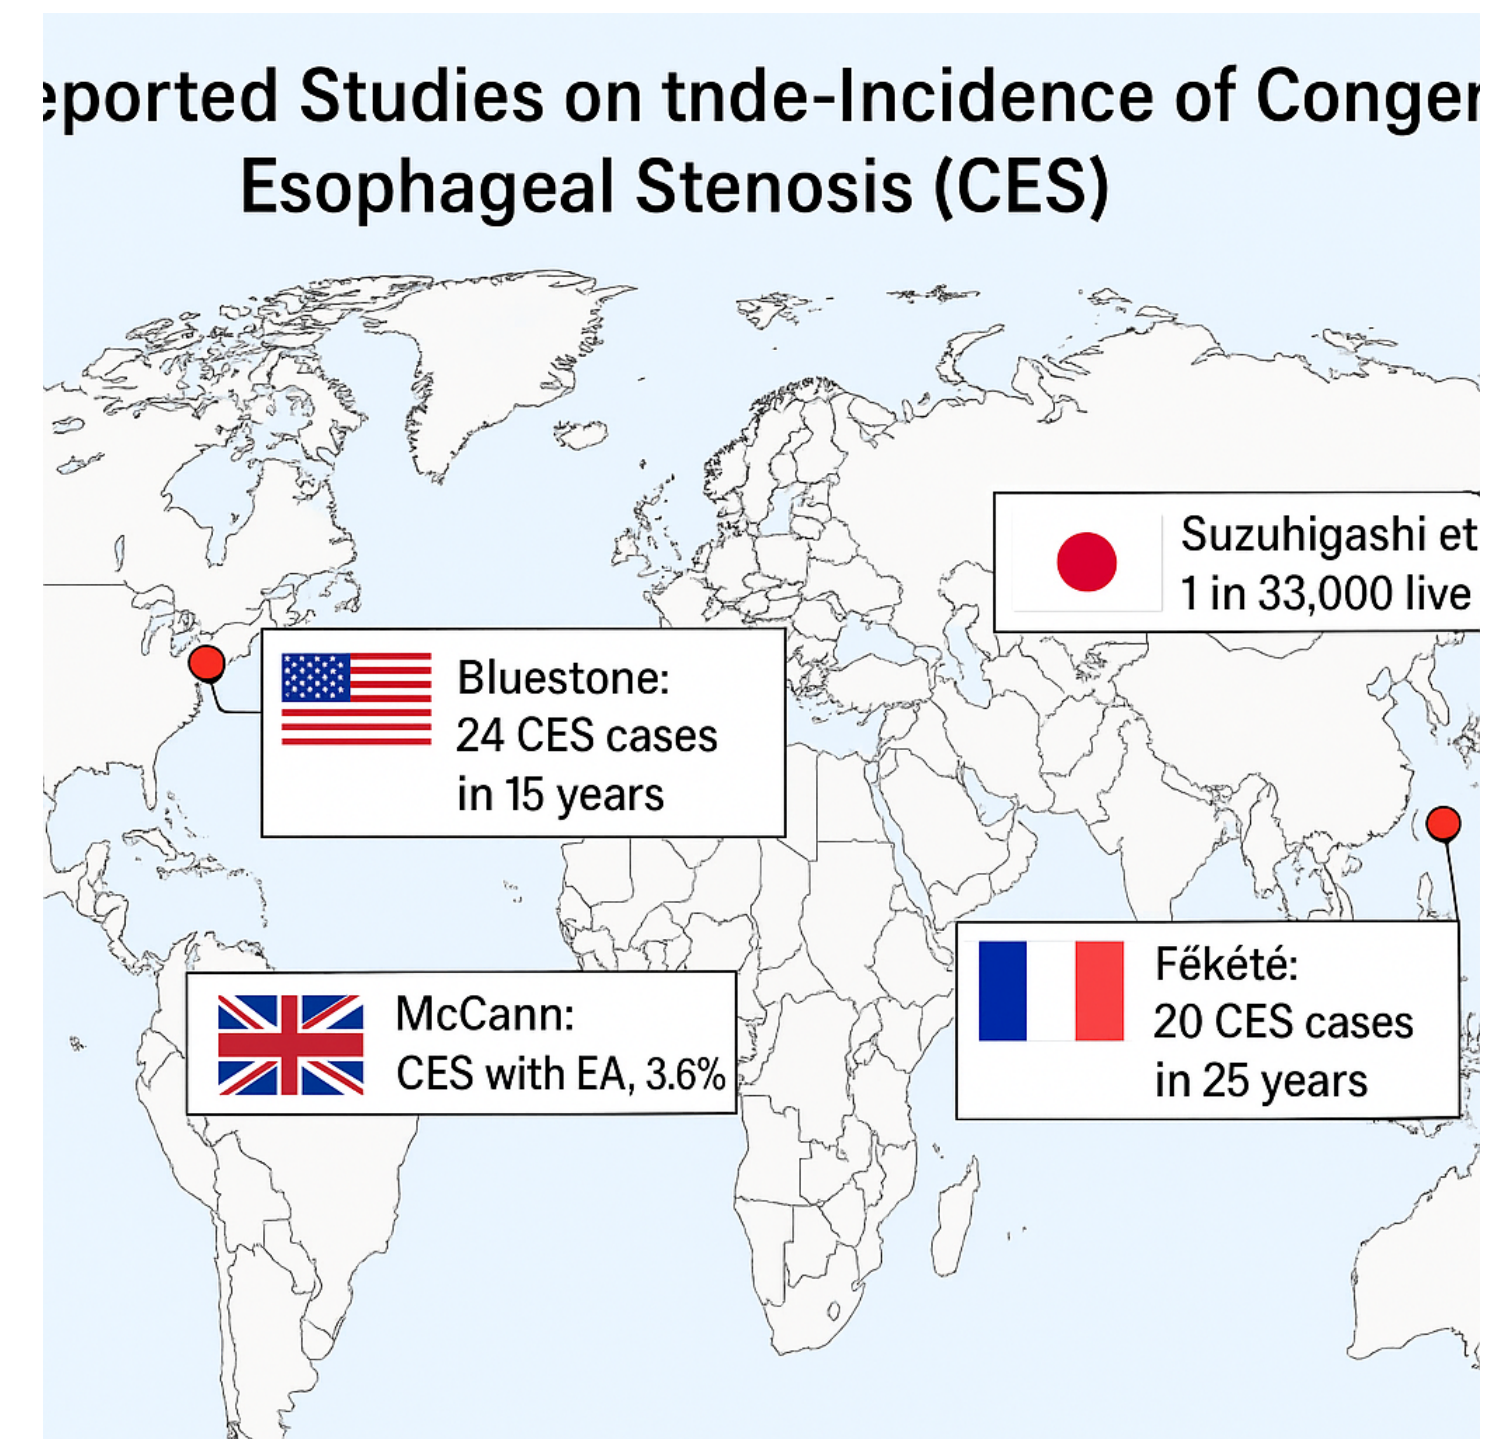 eported Studies on tnde-Incidence of Congen
Esophageal Stenosis (CES)
Suzuhigashi et
1 in 33,000 live
Bluestone:
24 CES cases
in 15 years
Fěkété:
20 CES cases
in 25 years
McCann:
CES with EA, 3.6%